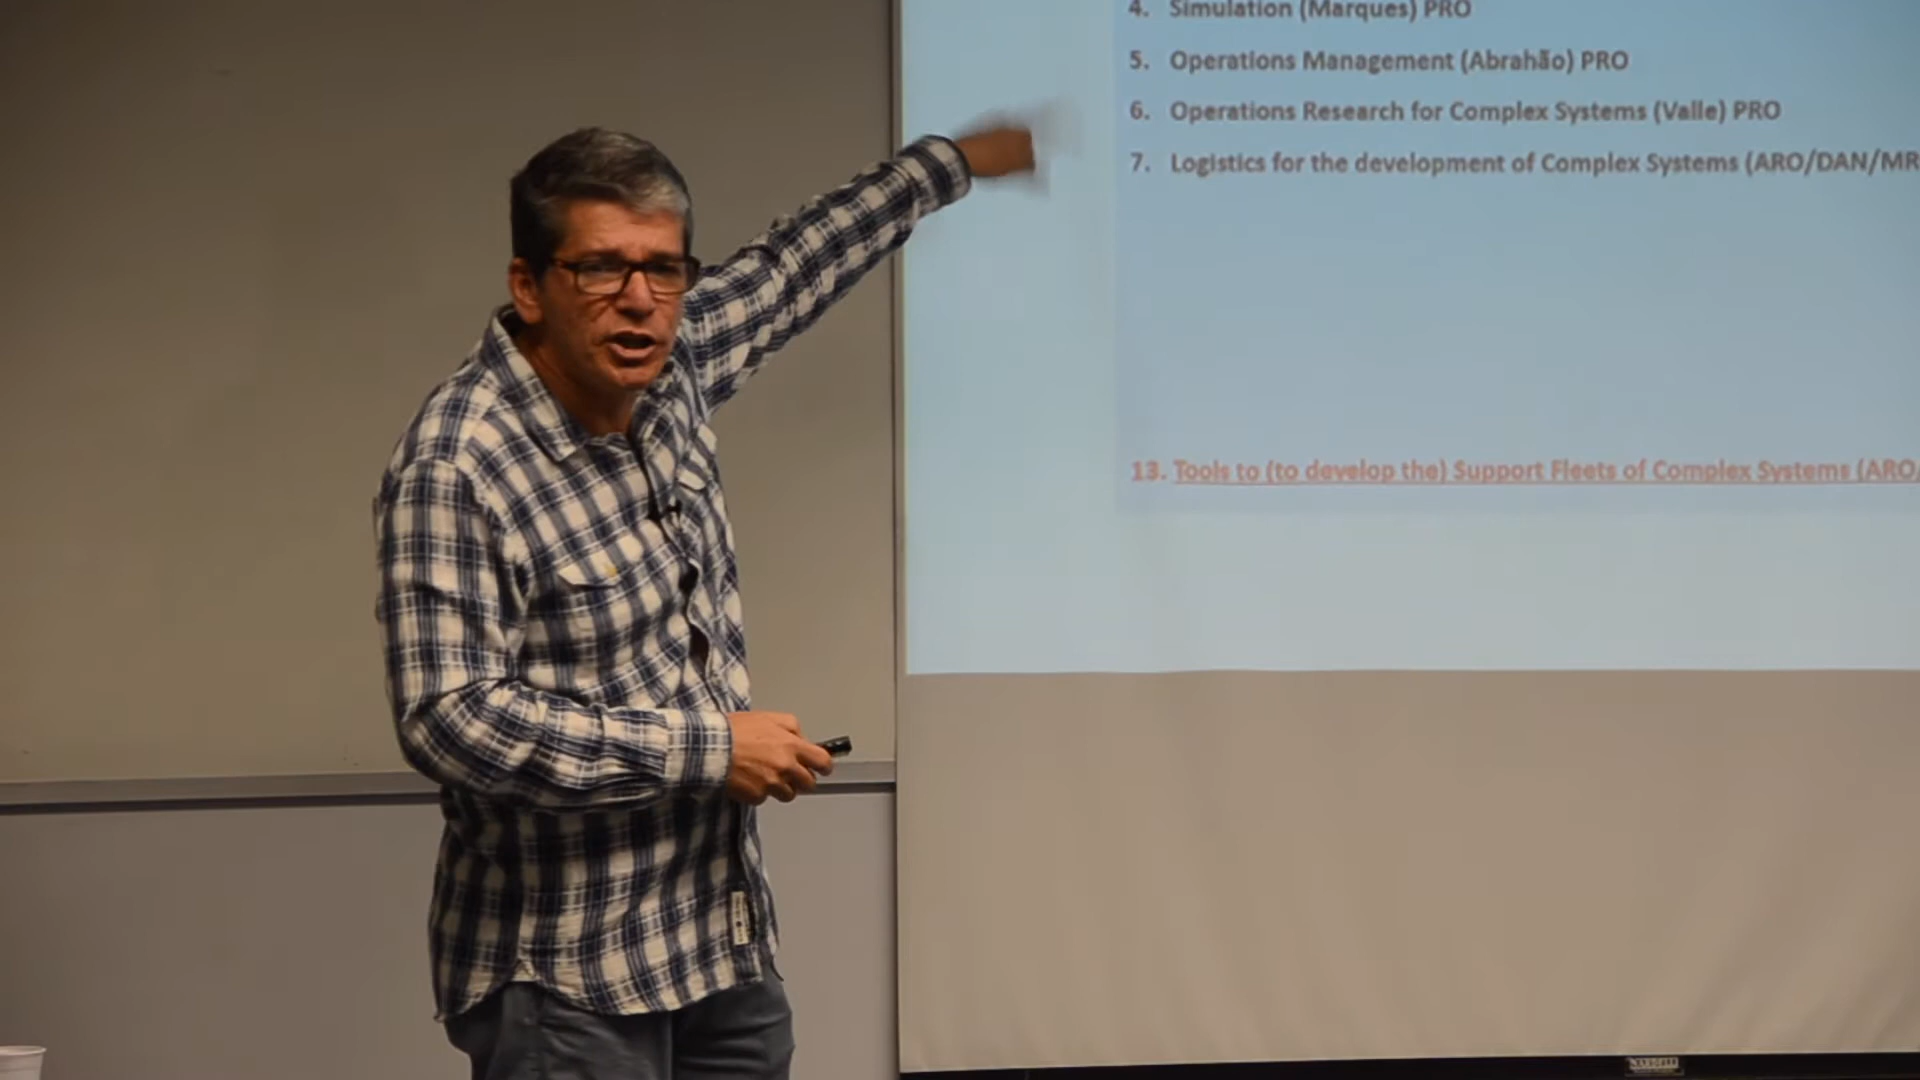 4. Simulation (Marques) PRO
5. Operations Management (Abrahão) PRO
6. Operations Research for Complex Systems (Valle) PRO
7. Logistics for the development of Complex Systems (ARO/DAN/MR
13. Tools to (to develop the) Support Fleets of Complex Systems (ARO/